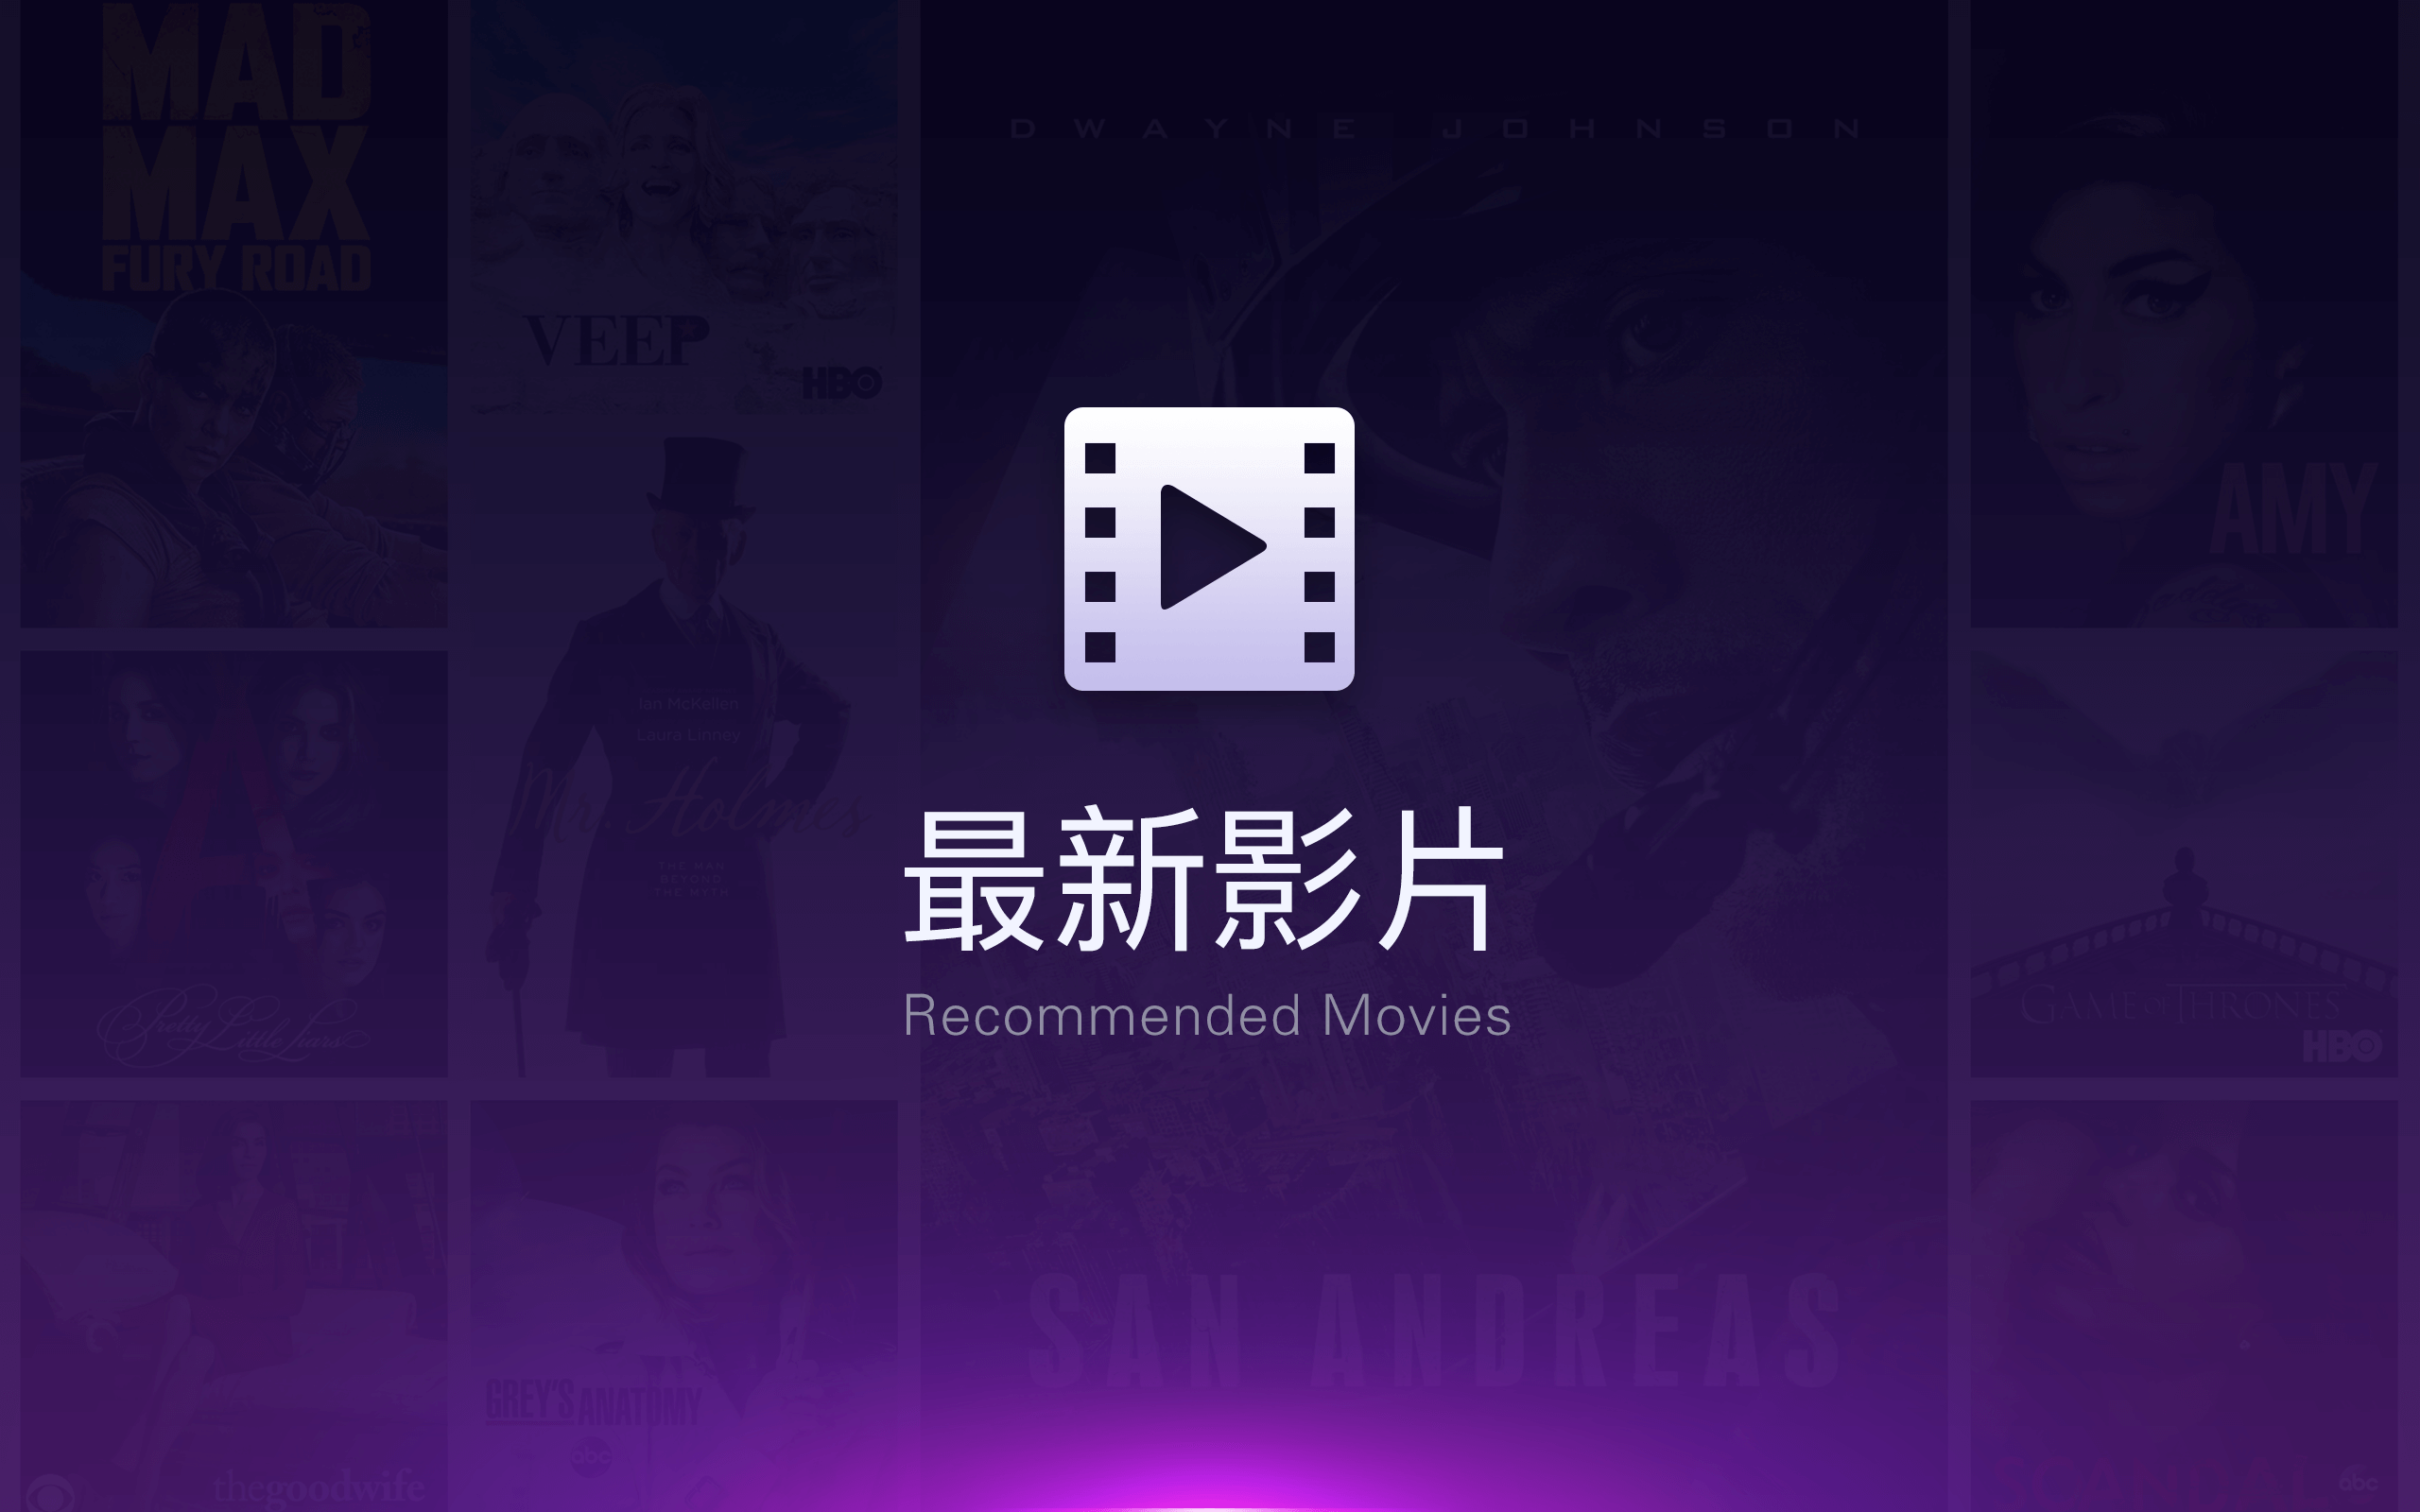 MAD
MAX
FURY ROAD
VEEP
HBO
DWAYNE JOHNSON
AMY
Ian McKellen
Laura Linney
Mr. Holmes
THE MAN
BEYOND
THE MYTH
Pretty Little Liars
最新影片
Recommended Movies
GAME OF THRONES
HBO
SAN ANDREAS
GREY'S ANATOMY
abc
thegoodwife
SCANDAL
abc